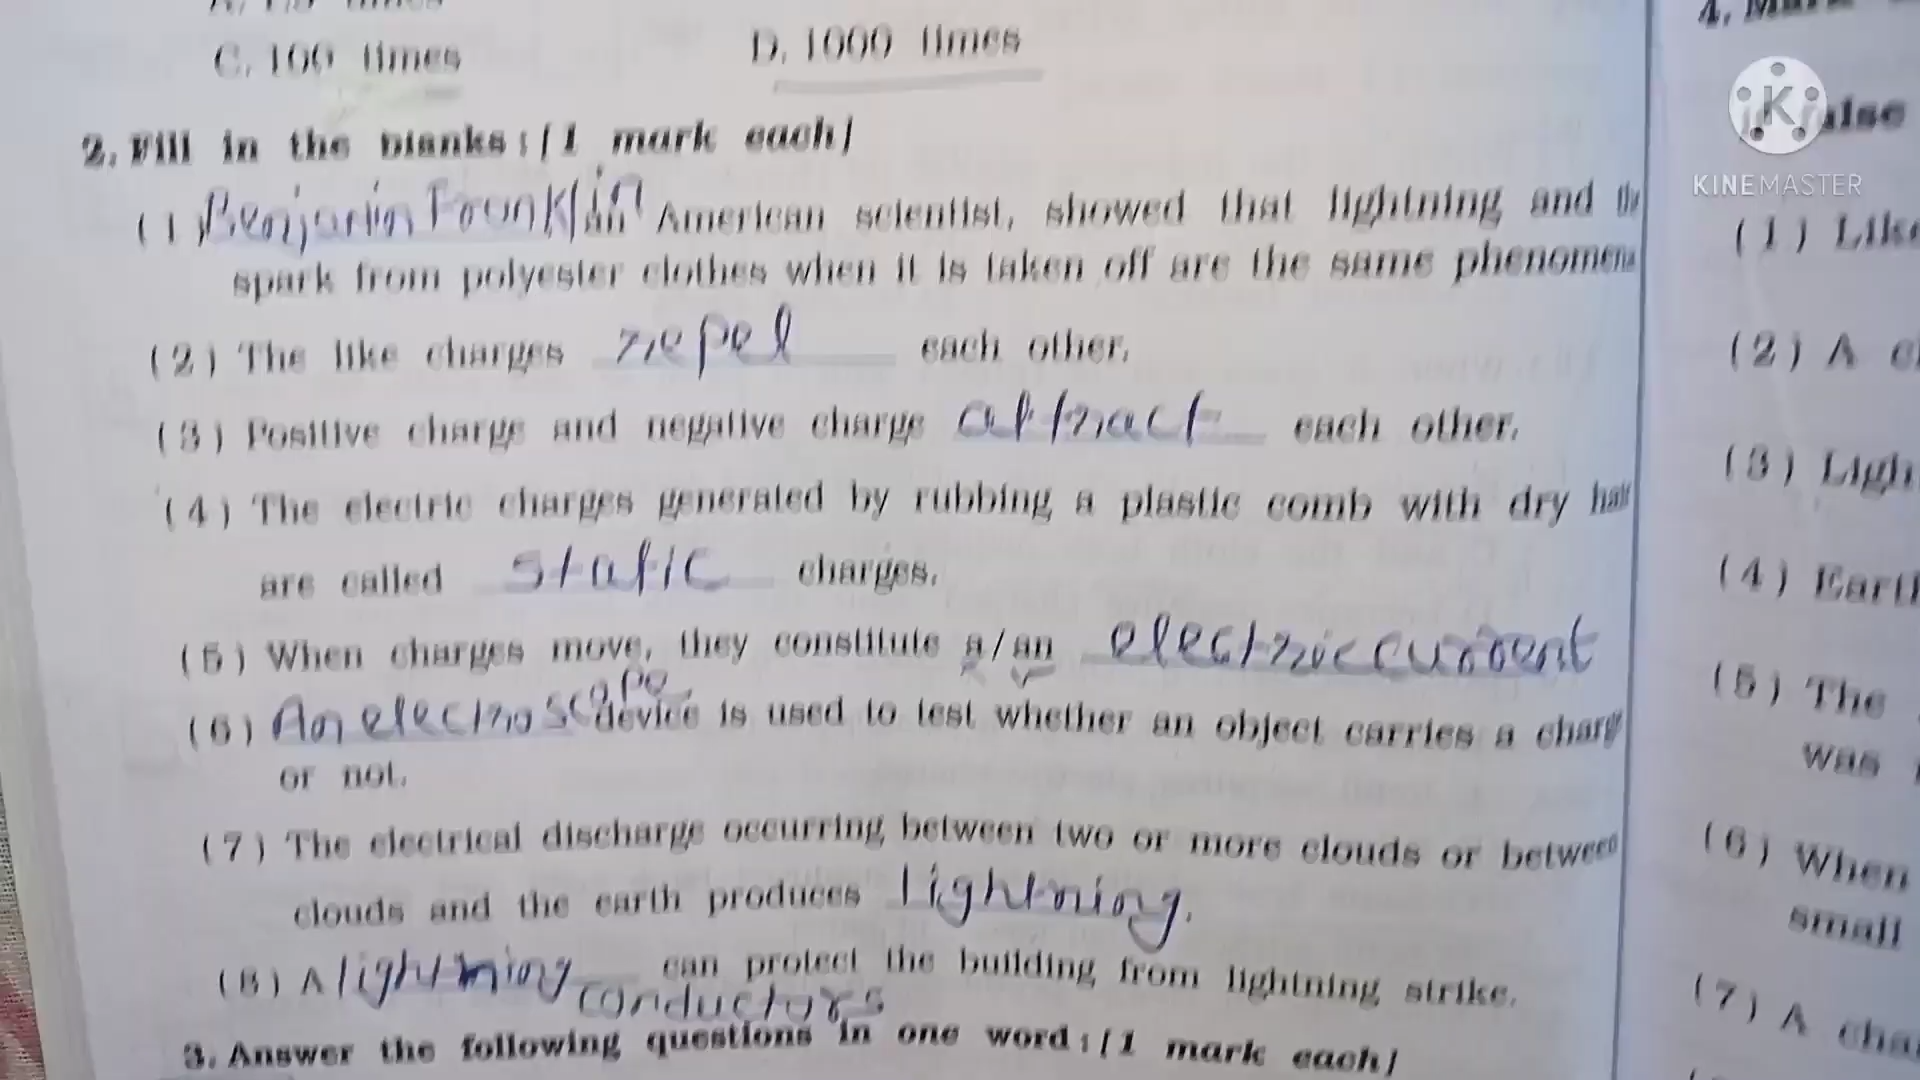 C. 100 times
D. 1000 times
2. Fill in the blanks : [1 mark each]
(1) Benjamin Franklin an American scientist, showed that lightning and the
spark from polyester clothes when it is taken off are the same phenomena
(2) The like charges repel each other.
(3) Positive charge and negative charge attract each other.
(4) The electric charges generated by rubbing a plastic comb with dry hair
are called static charges.
(5) When charges move, they constitute a/an electric current
(6) An electroscope device is used to test whether an object carries a charge
or not.
(7) The electrical discharge occurring between two or more clouds or between
clouds and the earth produces lightning.
(8) A lightning conductors can protect the building from lightning strike.
3. Answer the following questions in one word : [1 mark each]
KINEMASTER
false
(1) Like
(2) A
(3)
(4)
(5) The
was
(6) When
small
(7) A